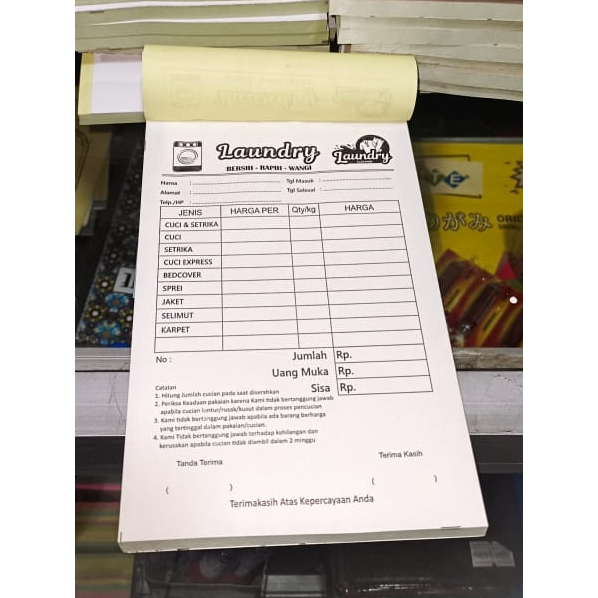 Laundry
BERSIH - RAPIH - WANGI
Laundry
Nama : Tgl Masuk :
Alamat : Tgl Selesai :
Telp./HP :
JENIS HARGA PER Qty/kg HARGA
CUCI & SETRIKA
CUCI
SETRIKA
CUCI EXPRESS
BEDCOVER
SPREI
JAKET
SELIMUT
KARPET
No : Jumlah Rp.
Uang Muka Rp.
Sisa Rp.
Catatan
1. Hitung Jumlah cucian pada saat diserahkan
2. Periksa Keadaan pakaian karena Kami tidak bertanggung jawab
apabila cucian luntur/rusak/kusut dalam proses pencucian
3. Kami tidak bertanggung jawab apabila ada barang berharga
yang tertinggal dalam pakaian/cucian.
4. Kami Tidak bertanggung jawab terhadap kehilangan dan
kerusakan apabila cucian tidak diambil dalam 2 minggu
Tanda Terima Terima Kasih
( ) ( )
Terimakasih Atas Kepercayaan Anda
のがみ